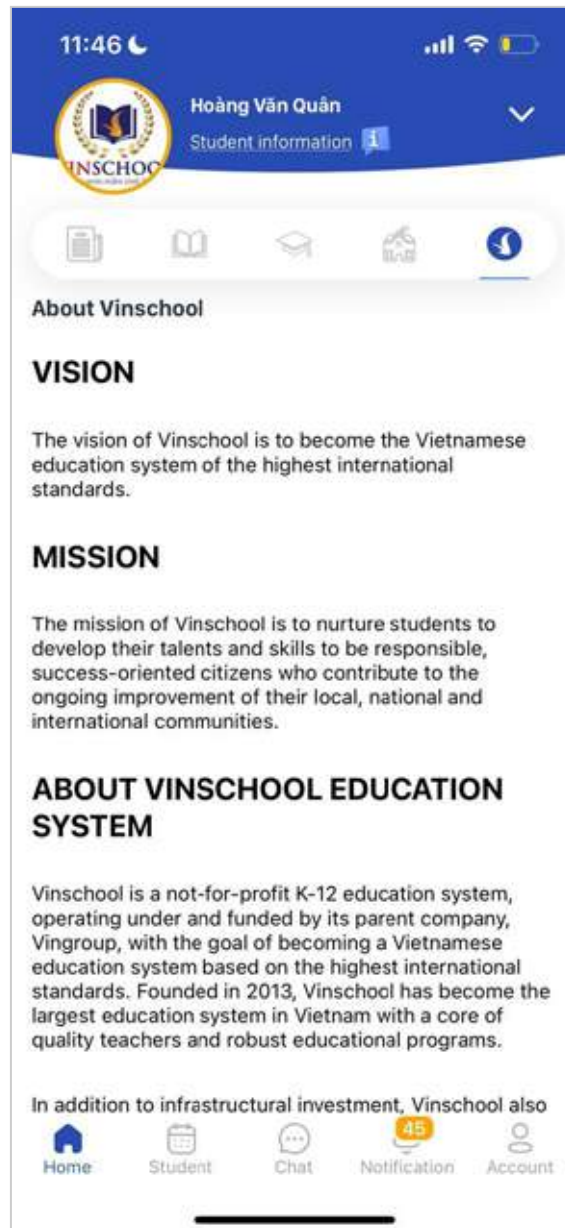 11:46
Hoàng Văn Quân
Student information
INSCHOO
About Vinschool
VISION
The vision of Vinschool is to become the Vietnamese
education system of the highest international
standards.
MISSION
The mission of Vinschool is to nurture students to
develop their talents and skills to be responsible,
success-oriented citizens who contribute to the
ongoing improvement of their local, national and
international communities.
ABOUT VINSCHOOL EDUCATION
SYSTEM
Vinschool is a not-for-profit K-12 education system,
operating under and funded by its parent company,
Vingroup, with the goal of becoming a Vietnamese
education system based on the highest international
standards. Founded in 2013, Vinschool has become the
largest education system in Vietnam with a core of
quality teachers and robust educational programs.
In addition to infrastructural investment, Vinschool also
45
Home Student Chat Notification Account